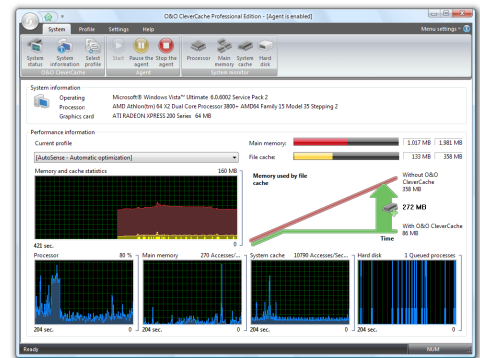 O&O CleverCache Professional Edition - [Agent is enabled]
System Profile Settings Help Menu settings
System status System information Select profile Start Pause the agent Stop the agent Processor Main memory System cache Hard disk
O&O CleverCache Agent System monitor
System information
Operating Microsoft® Windows Vista™ Ultimate 6.0.6002 Service Pack 2
Processor: AMD Athlon(tm) 64 X2 Dual Core Processor 3800+ AMD64 Family 15 Model 35 Stepping 2
Graphics card ATI RADEON XPRESS 200 Series 64 MB
Performance information
Current profile
Main memory: 1.017 MB 1.981 MB
[AutoSense - Automatic optimization]
File cache: 133 MB 358 MB
Memory and cache statistics 160 MB
421 sec. 0
Memory used by file cache
Without O&O CleverCache
358 MB
272 MB
With O&O CleverCache
86 MB
Time
Processor 80 %
204 sec. 0
Main memory 270 Accesses/...
204 sec. 0
System cache 10790 Accesses/Sec...
204 sec. 0
Hard disk 1 Queued processes
204 sec. 0
Ready NUM